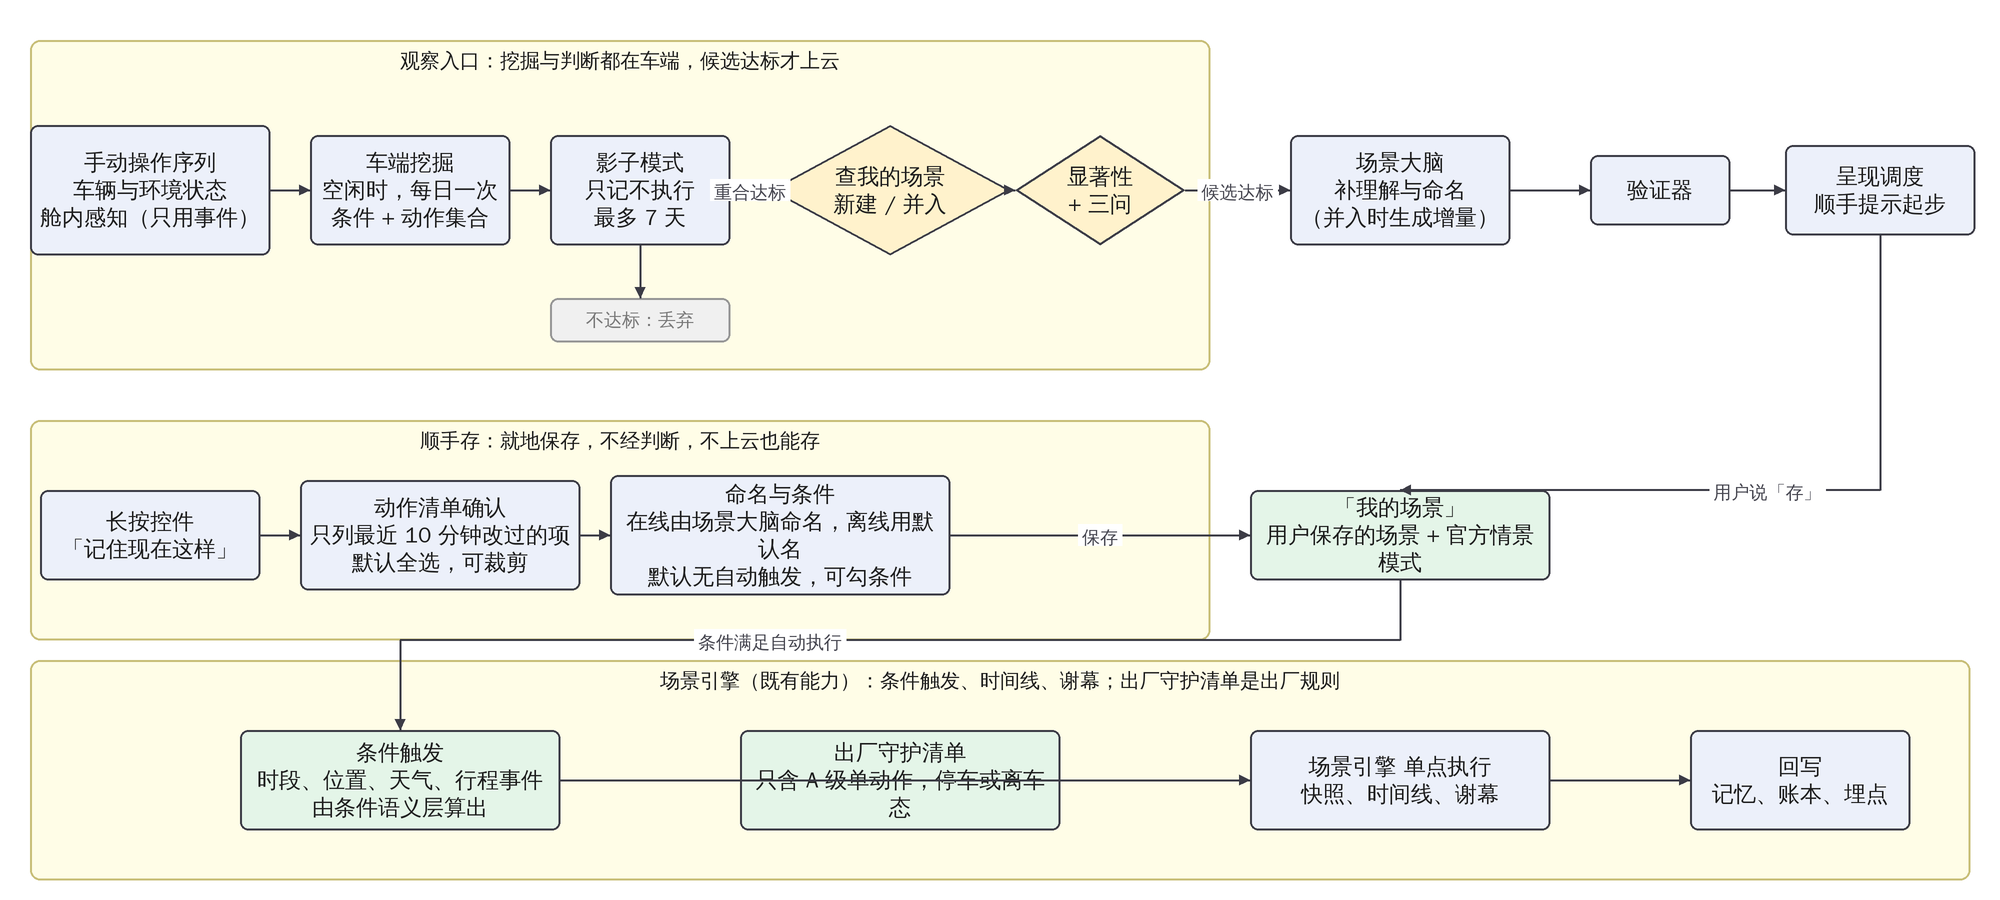 观察入口：挖掘与判断都在车端，候选达标才上云
手动操作序列
车辆与环境状态
舱内感知（只用事件）
车端挖掘
空闲时，每日一次
条件 + 动作集合
影子模式
只记不执行
最多 7 天
重合达标
查我的场景
新建 / 并入
显著性
+ 三问
候选达标
场景大脑
补理解与命名
（并入时生成增量）
验证器
呈现调度
顺手提示起步
不达标：丢弃
顺手存：就地保存，不经判断，不上云也能存
长按控件
「记住现在这样」
动作清单确认
只列最近 10 分钟改过的项
默认全选，可裁剪
命名与条件
在线由场景大脑命名，离线用默
认名
默认无自动触发，可勾条件
保存
用户说「存」
「我的场景」
用户保存的场景 + 官方情景
模式
条件满足自动执行
场景引擎（既有能力）：条件触发、时间线、谢幕；出厂守护清单是出厂规则
条件触发
时段、位置、天气、行程事件
由条件语义层算出
出厂守护清单
只含 A 级单动作，停车或离车
态
场景引擎 单点执行
快照、时间线、谢幕
回写
记忆、账本、埋点